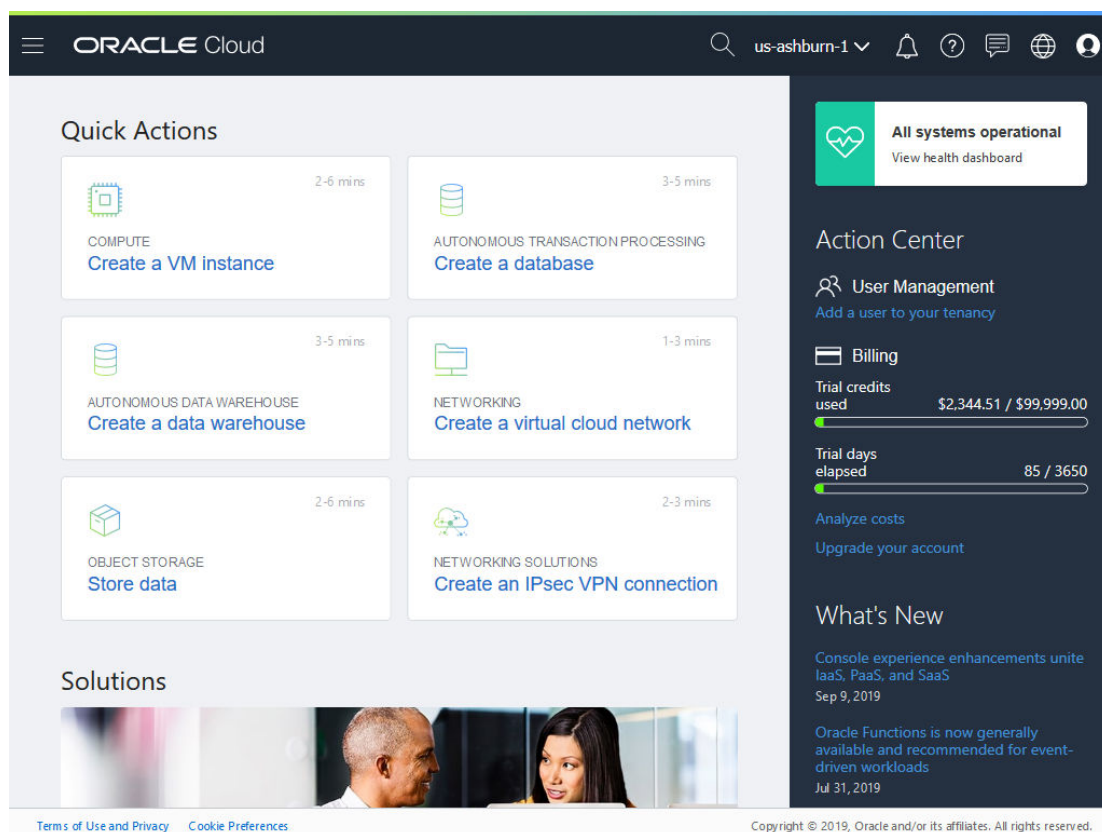 ORACLE Cloud
us-ashburn-1
Quick Actions
2-6 mins
COMPUTE
Create a VM instance
3-5 mins
AUTONOMOUS TRANSACTION PROCESSING
Create a database
3-5 mins
AUTONOMOUS DATA WAREHOUSE
Create a data warehouse
1-3 mins
NETWORKING
Create a virtual cloud network
2-6 mins
OBJECT STORAGE
Store data
2-3 mins
NETWORKING SOLUTIONS
Create an IPsec VPN connection
Solutions
All systems operational
View health dashboard
Action Center
User Management
Add a user to your tenancy
Billing
Trial credits
used $2,344.51 / $99,999.00
Trial days
elapsed 85 / 3650
Analyze costs
Upgrade your account
What's New
Console experience enhancements unite
IaaS, PaaS, and SaaS
Sep 9, 2019
Oracle Functions is now generally
available and recommended for event-
driven workloads
Jul 31, 2019
Terms of Use and Privacy Cookie Preferences
Copyright © 2019, Oracle and/or its affiliates. All rights reserved.